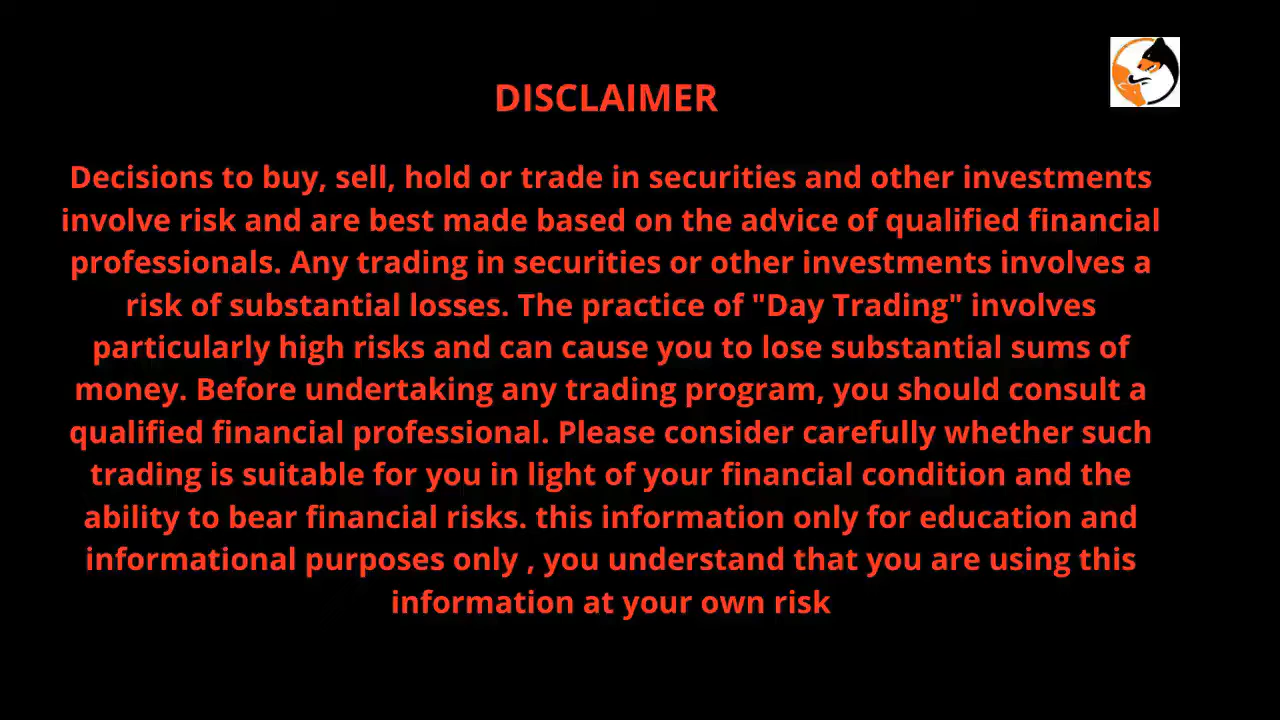 DISCLAIMER
Decisions to buy, sell, hold or trade in securities and other investments
involve risk and are best made based on the advice of qualified financial
professionals. Any trading in securities or other investments involves a
risk of substantial losses. The practice of "Day Trading" involves
particularly high risks and can cause you to lose substantial sums of
money. Before undertaking any trading program, you should consult a
qualified financial professional. Please consider carefully whether such
trading is suitable for you in light of your financial condition and the
ability to bear financial risks. this information only for education and
informational purposes only , you understand that you are using this
information at your own risk